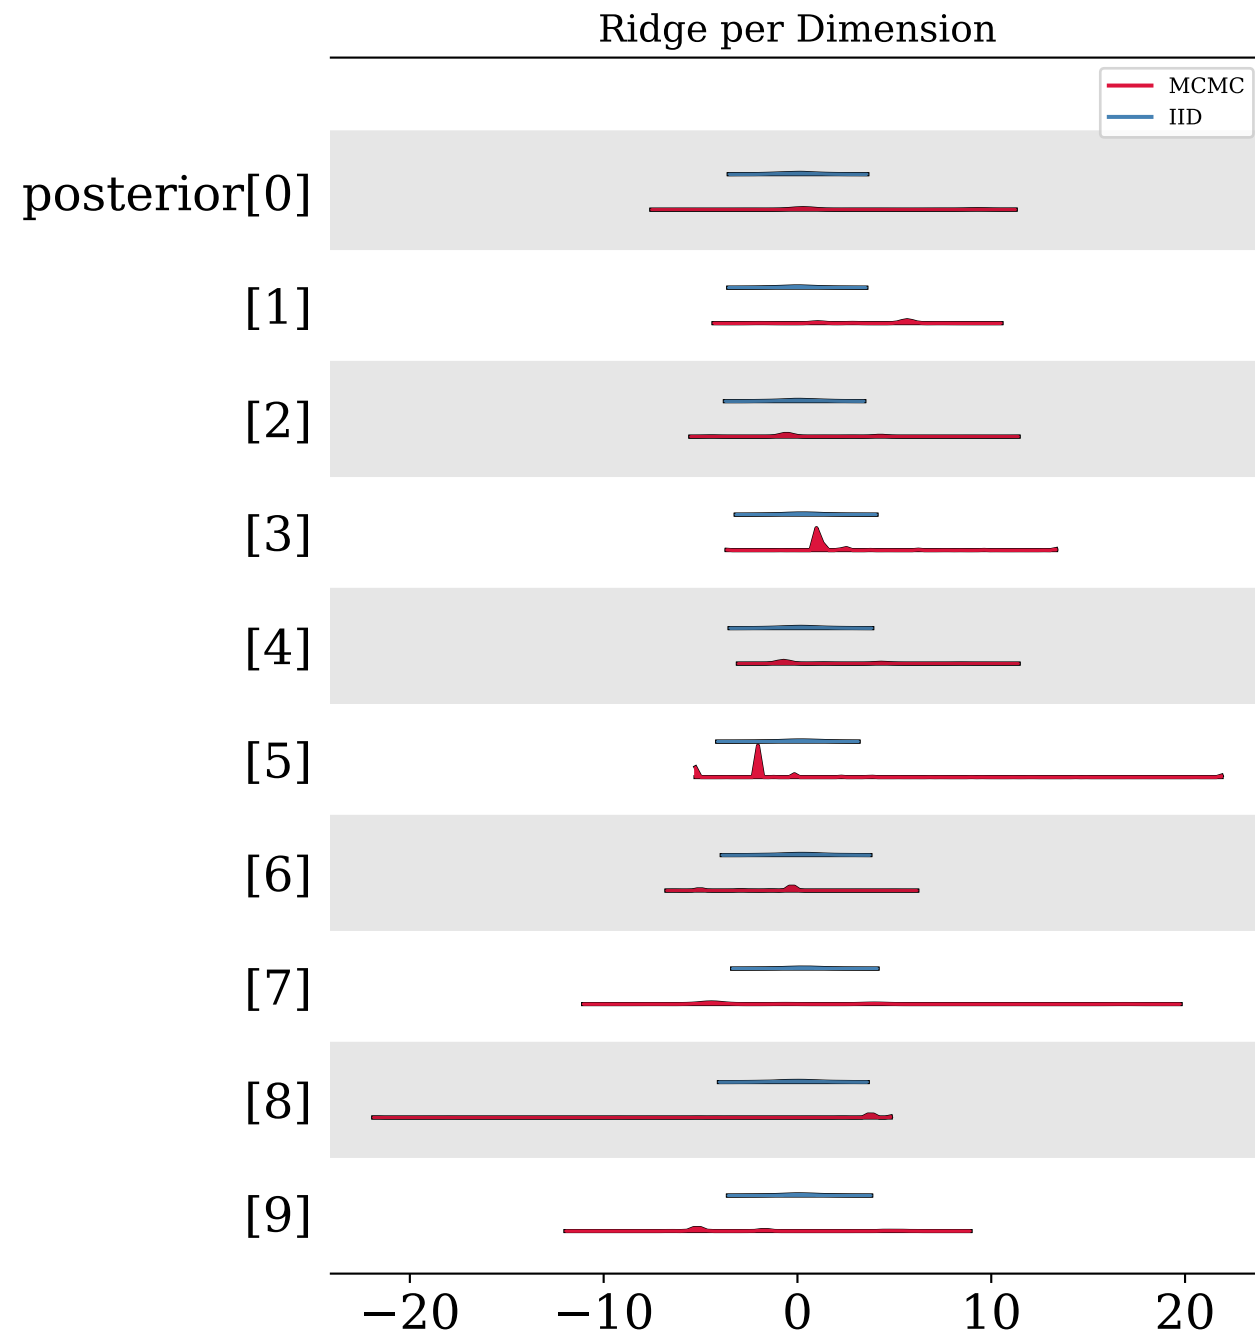 Ridge per Dimension
MCMC
IID
posterior[0]
[1]
[2]
[3]
[4]
[5]
[6]
[7]
[8]
[9]
−20 −10 0 10 20